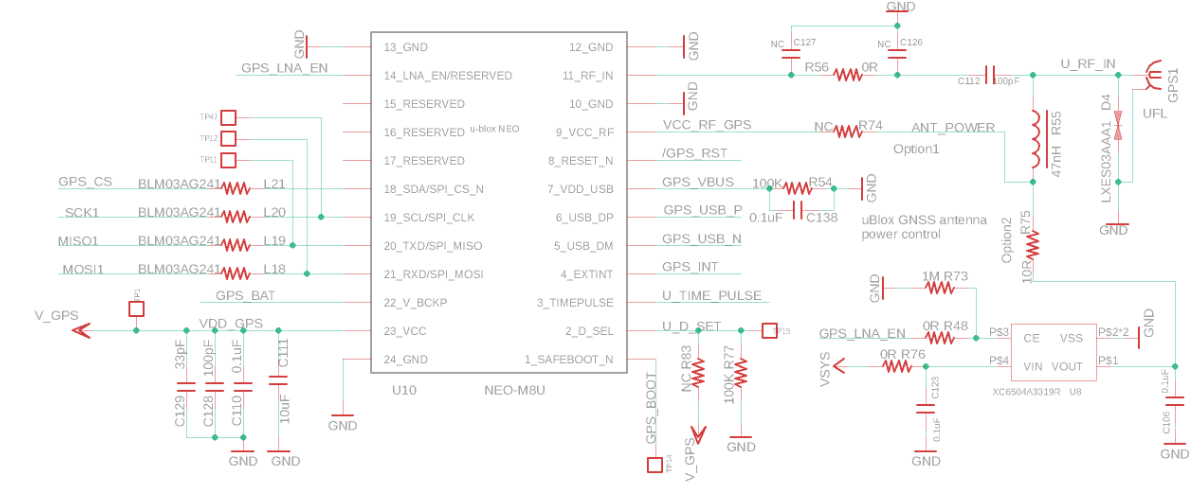 GND
GND
13_GND
12_GND
GND
NC
C127
NC
C126
GPS_LNA_EN
14_LNA_EN/RESERVED
11_RF_IN
R56
0R
C112
100pF
U_RF_IN
GPS1
UFL
15_RESERVED
10_GND
GND
TP47
TP12
TP11
16_RESERVED
u-blox NEO
9_VCC_RF
VCC_RF_GPS
NC
R74
ANT_POWER
Option1
47nH R55
LXES03AAA1 D4
GND
17_RESERVED
8_RESET_N
/GPS_RST
GPS_CS
BLM03AG241
L21
18_SDA/SPI_CS_N
7_VDD_USB
GPS_VBUS
100K
R54
GND
0.1uF
C138
SCK1
BLM03AG241
L20
19_SCL/SPI_CLK
6_USB_DP
GPS_USB_P
uBlox GNSS antenna
power control
MISO1
BLM03AG241
L19
20_TXD/SPI_MISO
5_USB_DM
GPS_USB_N
Option2
10R R75
MOSI1
BLM03AG241
L18
21_RXD/SPI_MOSI
4_EXTINT
GPS_INT
GPS_BAT
22_V_BCKP
3_TIMEPULSE
U_TIME_PULSE
GND
1M R73
TP1
V_GPS
VDD_GPS
23_VCC
2_D_SEL
U_D_SET
TP15
GPS_LNA_EN
0R R48
P$3
CE
VSS
P$2*2
GND
24_GND
1_SAFEBOOT_N
VSYS
0R R76
P$4
VIN
VOUT
P$1
XC6504A3319R
U8
C129 33pF
C128 100pF
C110 0.1uF
10uF C111
GND
GND
GND
U10
NEO-M8U
GPS_BOOT
TP14
NC R83
V_GPS
100K R77
GND
C123
0.1uF
GND
0.1uF
C106
GND